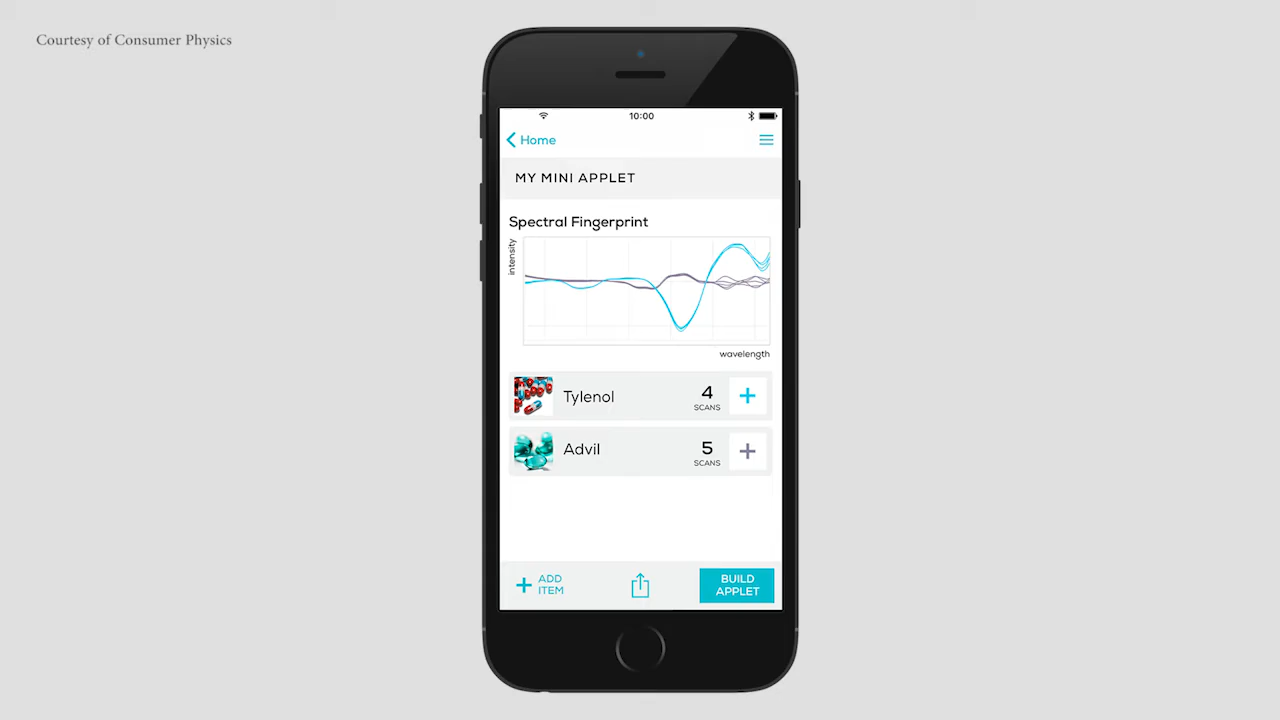 Courtesy of Consumer Physics
10:00
Home
MY MINI APPLET
Spectral Fingerprint
intensity
wavelength
Tylenol
4
SCANS
Advil
5
SCANS
ADD
ITEM
BUILD
APPLET